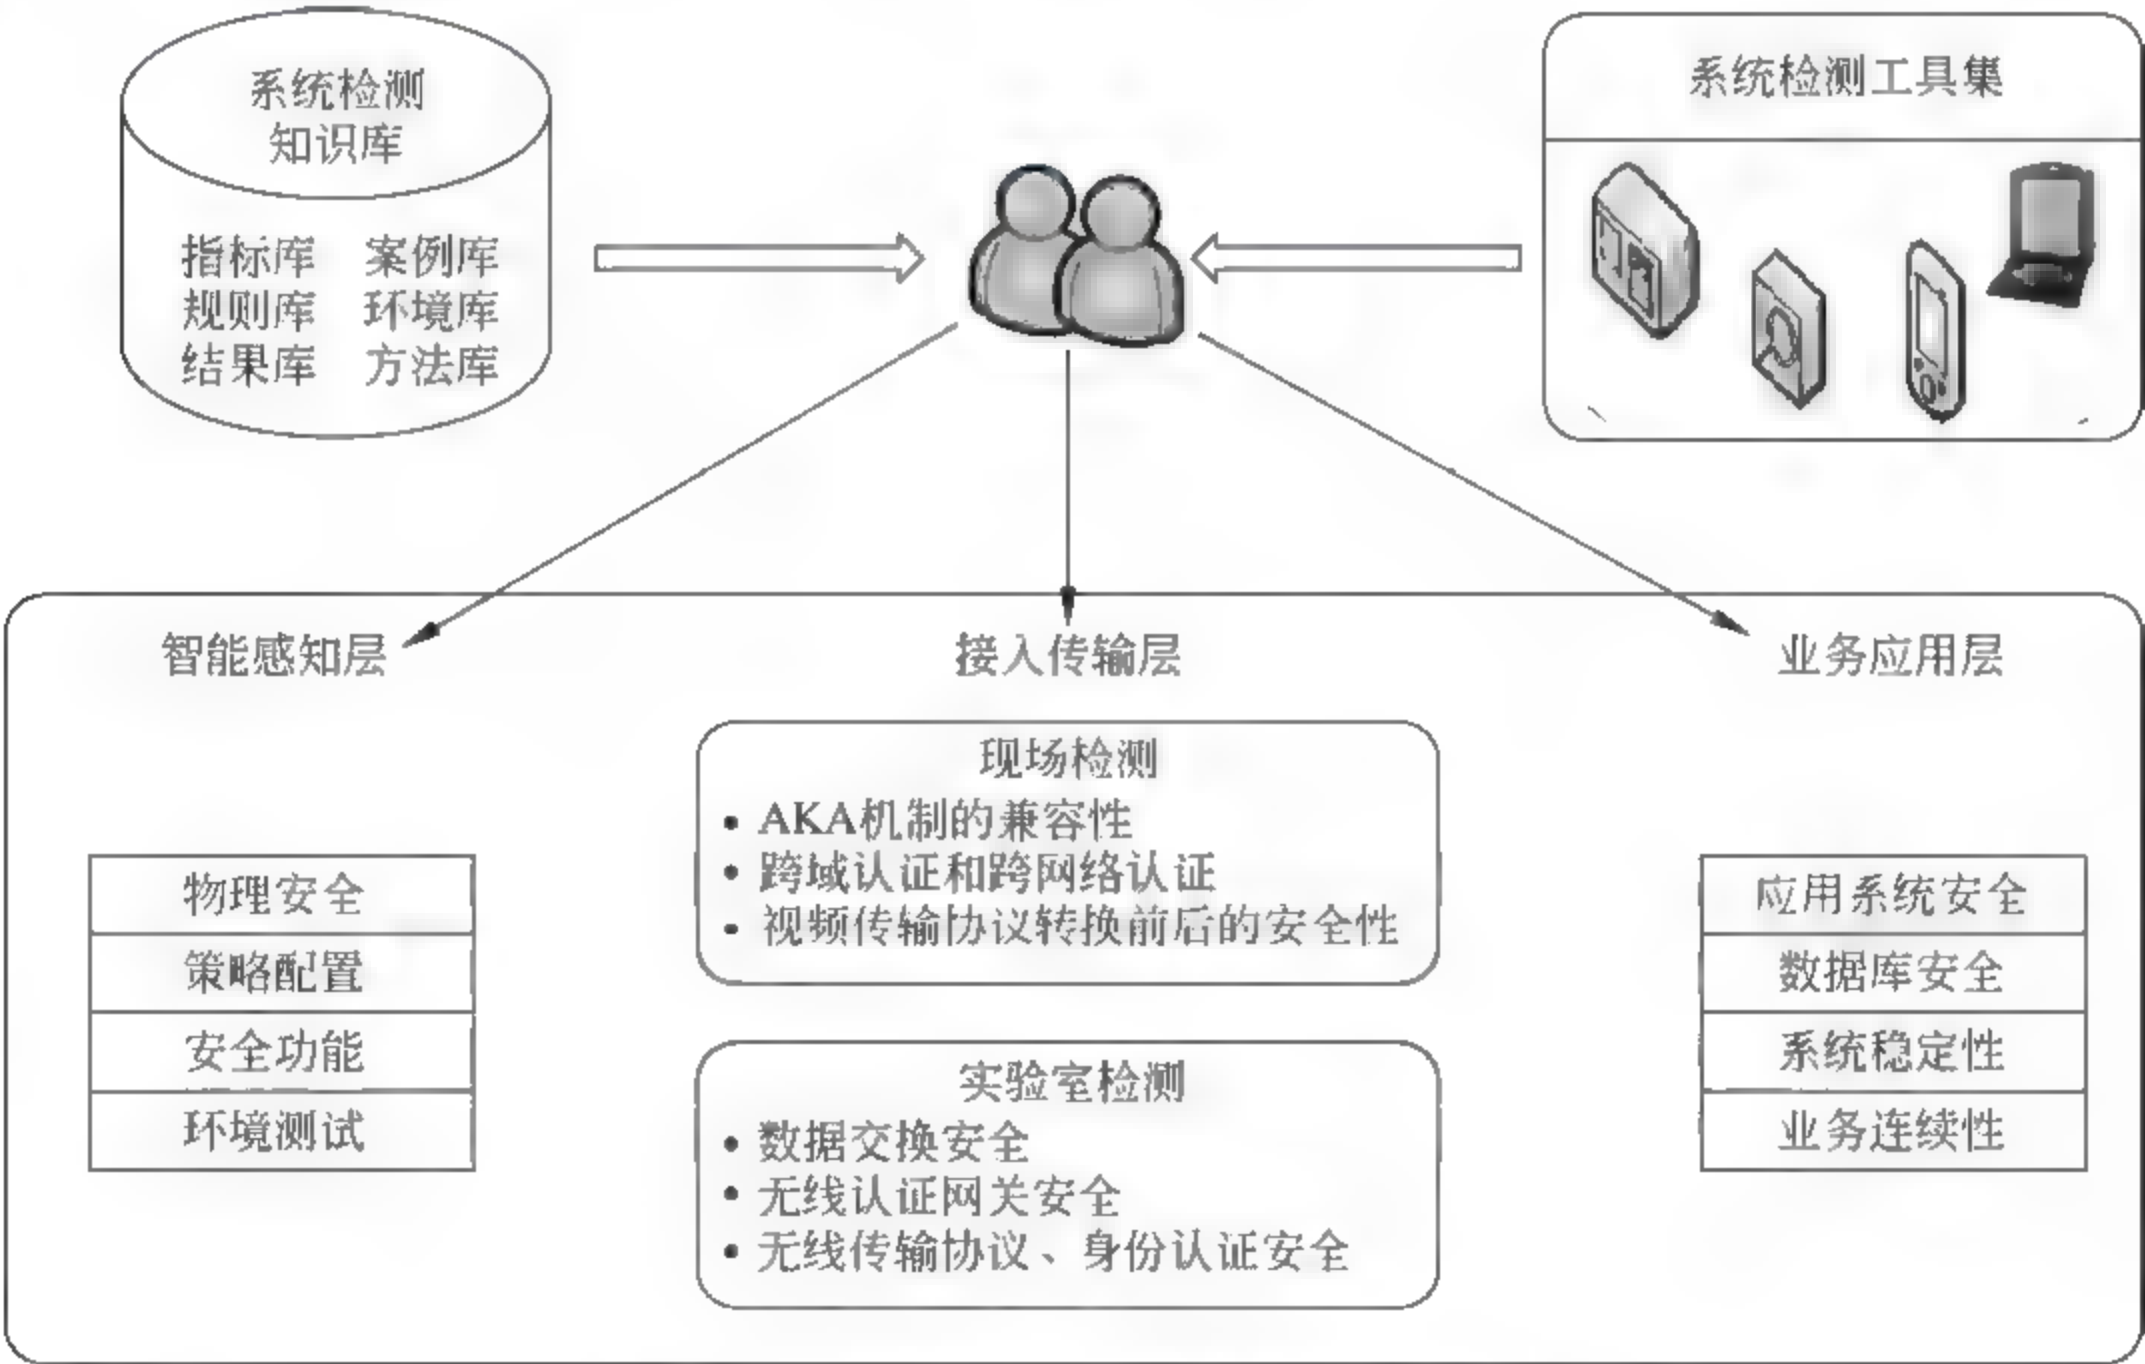 系统检测
知识库
指标库 案例库
规则库 环境库
结果库 方法库
系统检测工具集
智能感知层
物理安全
策略配置
安全功能
环境测试
接入传输层
现场检测
• AKA机制的兼容性
• 跨域认证和跨网络认证
• 视频传输协议转换前后的安全性
实验室检测
• 数据交换安全
• 无线认证网关安全
• 无线传输协议、身份认证安全
业务应用层
应用系统安全
数据库安全
系统稳定性
业务连续性